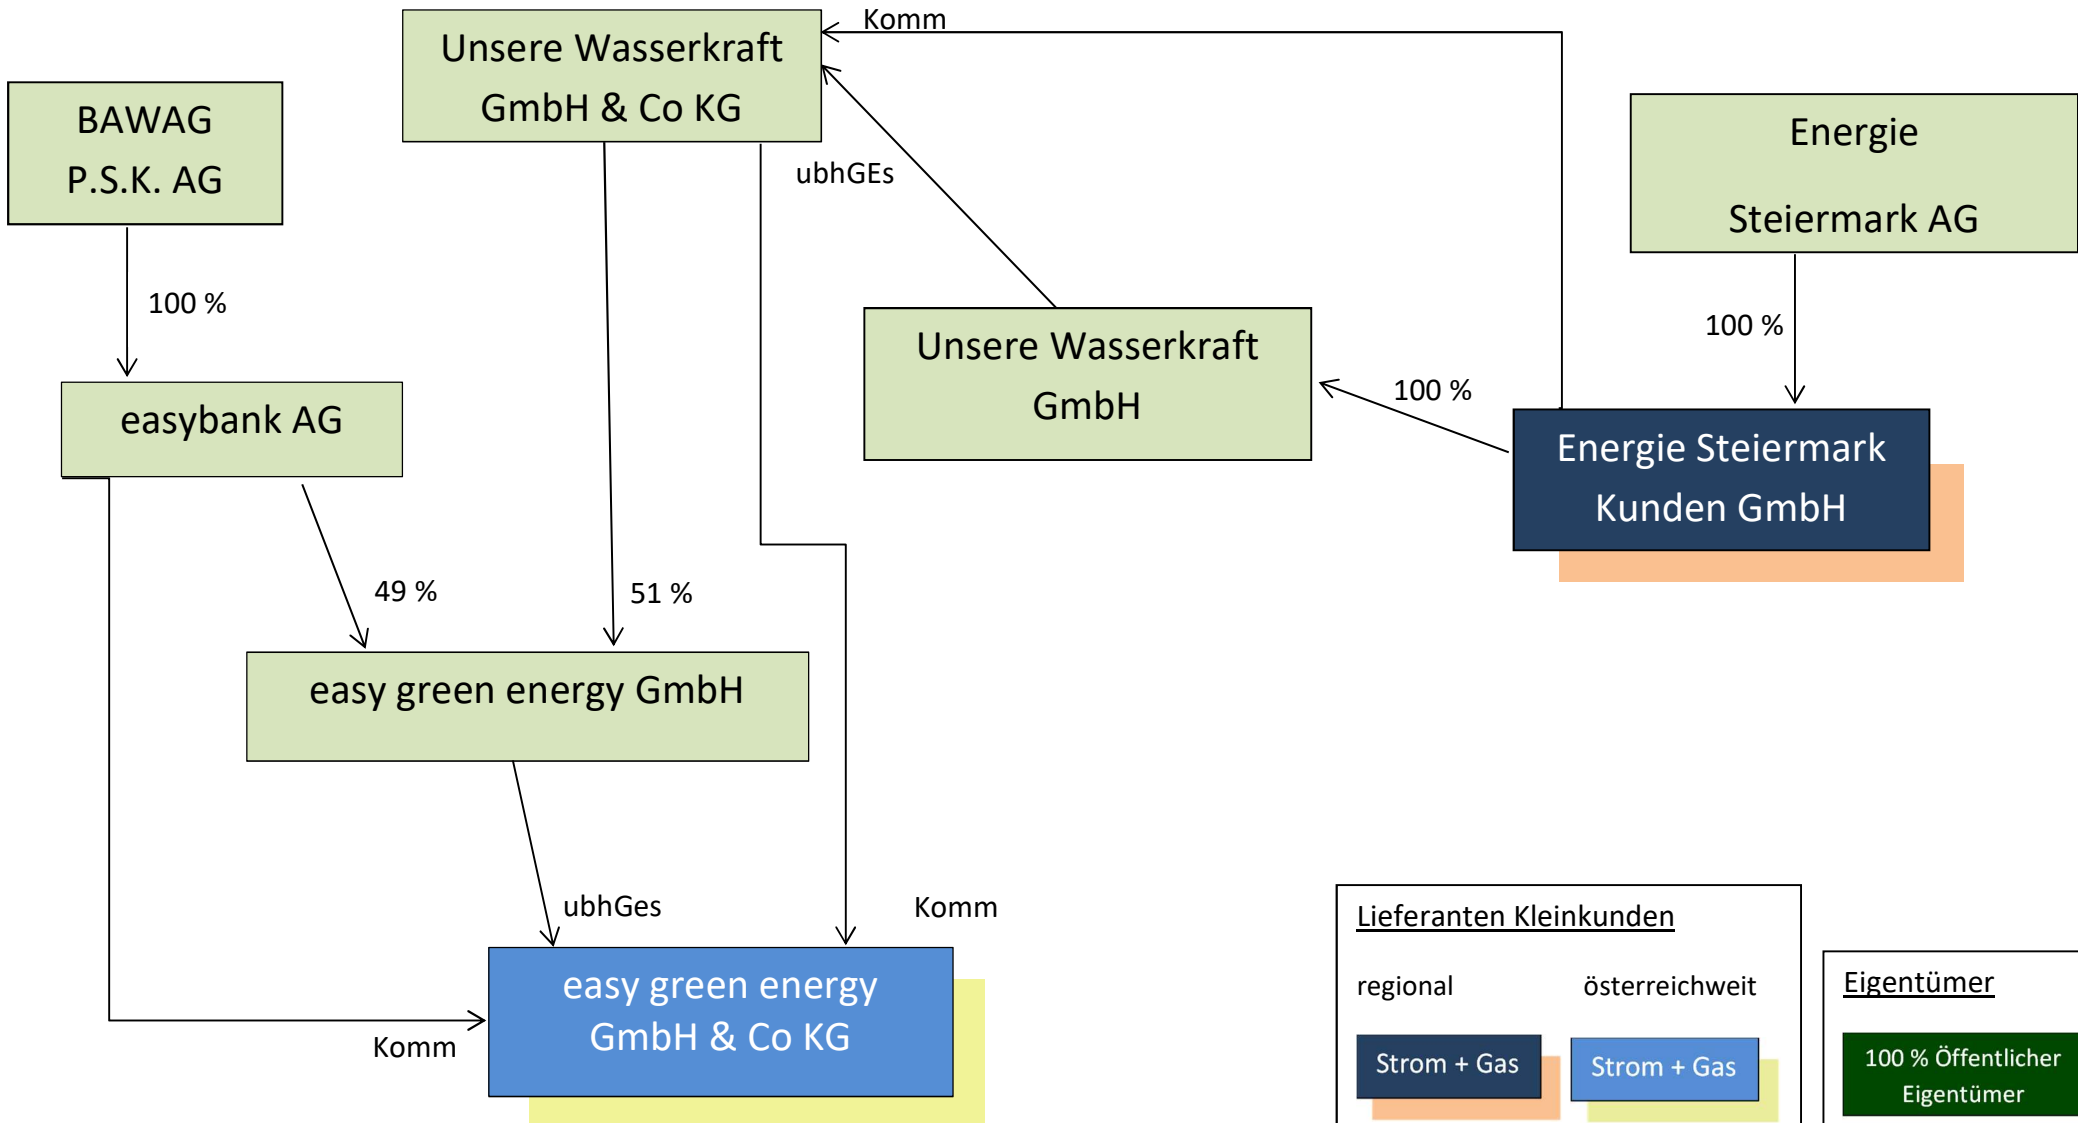 Komm
Unsere Wasserkraft
GmbH & Co KG
BAWAG
P.S.K. AG
Energie
Steiermark AG
ubhGEs
100 %
100 %
Unsere Wasserkraft
GmbH
100 %
easybank AG
Energie Steiermark
Kunden GmbH
49 %
51 %
easy green energy GmbH
ubhGes
Komm
easy green energy
GmbH & Co KG
Komm
Lieferanten Kleinkunden
regional
österreichweit
Strom + Gas
Strom + Gas
Eigentümer
100 % Öffentlicher
Eigentümer